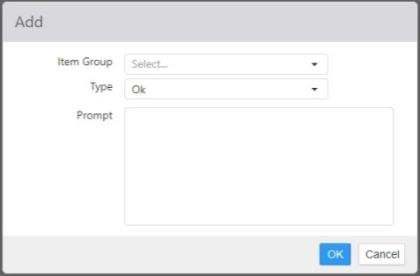 Add
Item Group Select...
Type Ok
Prompt
OK Cancel